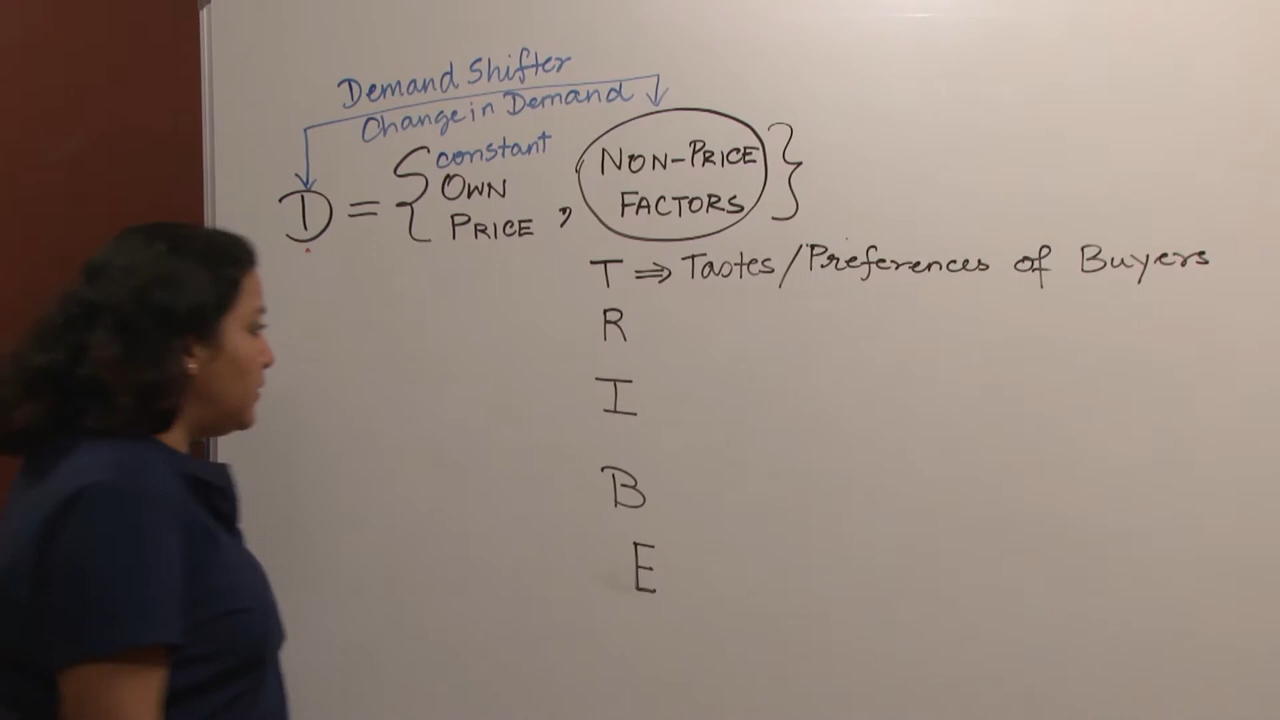 Demand Shifter
Change in Demand
D = { constant OWN PRICE , NON-PRICE FACTORS }
T ⇒ Tastes/Preferences of Buyers
R
I
B
E